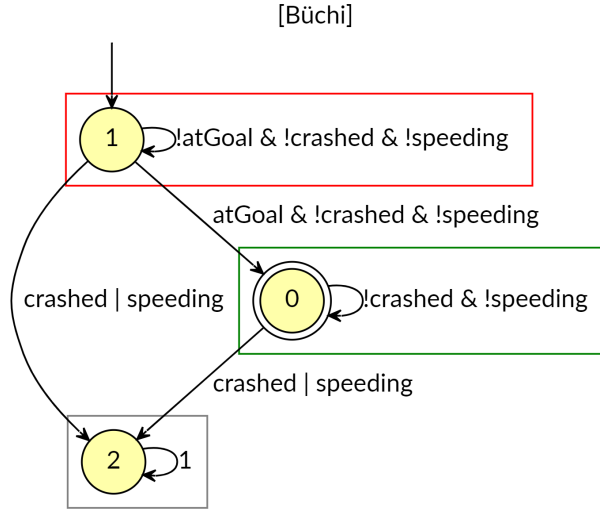 [Büchi]
1
!atGoal & !crashed & !speeding
atGoal & !crashed & !speeding
crashed | speeding
0
!crashed & !speeding
crashed | speeding
2
1